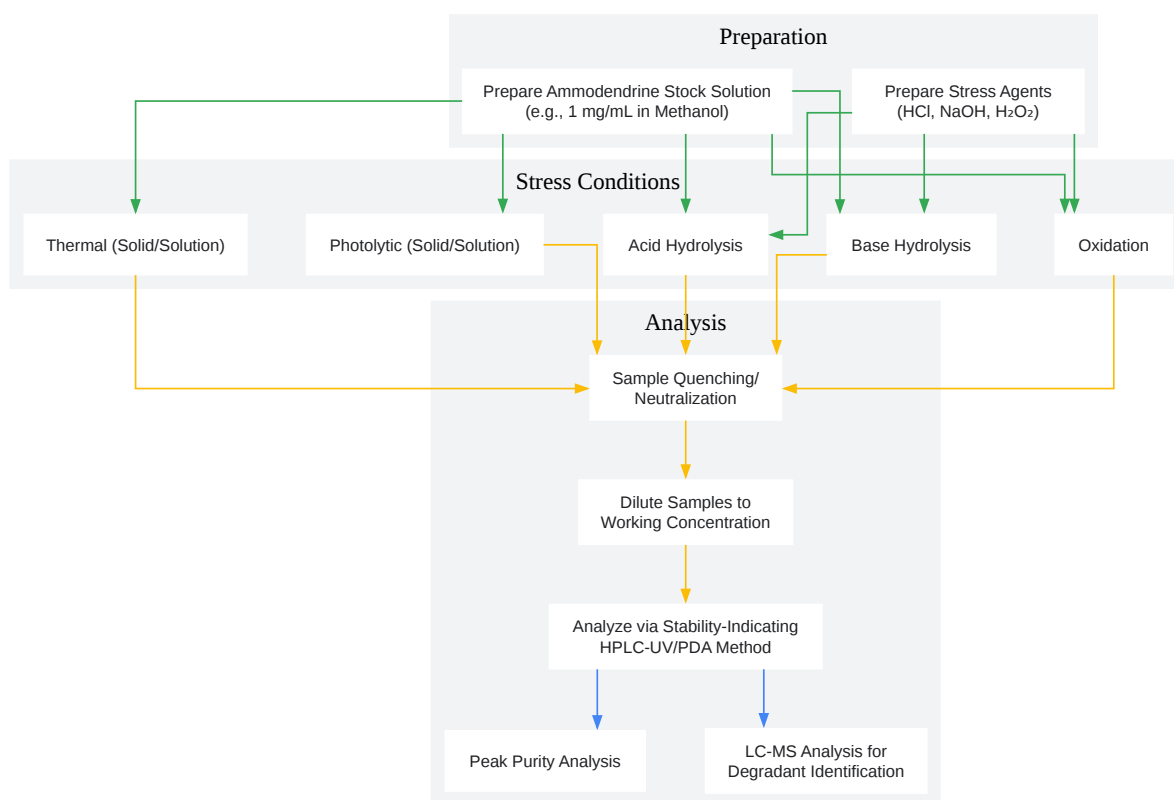 Preparation
Prepare Ammodendrine Stock Solution
(e.g., 1 mg/mL in Methanol)
Prepare Stress Agents
(HCl, NaOH, H₂O₂)
Stress Conditions
Thermal (Solid/Solution)
Photolytic (Solid/Solution)
Acid Hydrolysis
Base Hydrolysis
Oxidation
Analysis
Sample Quenching/
Neutralization
Dilute Samples to
Working Concentration
Analyze via Stability-Indicating
HPLC-UV/PDA Method
Peak Purity Analysis
LC-MS Analysis for
Degradant Identification